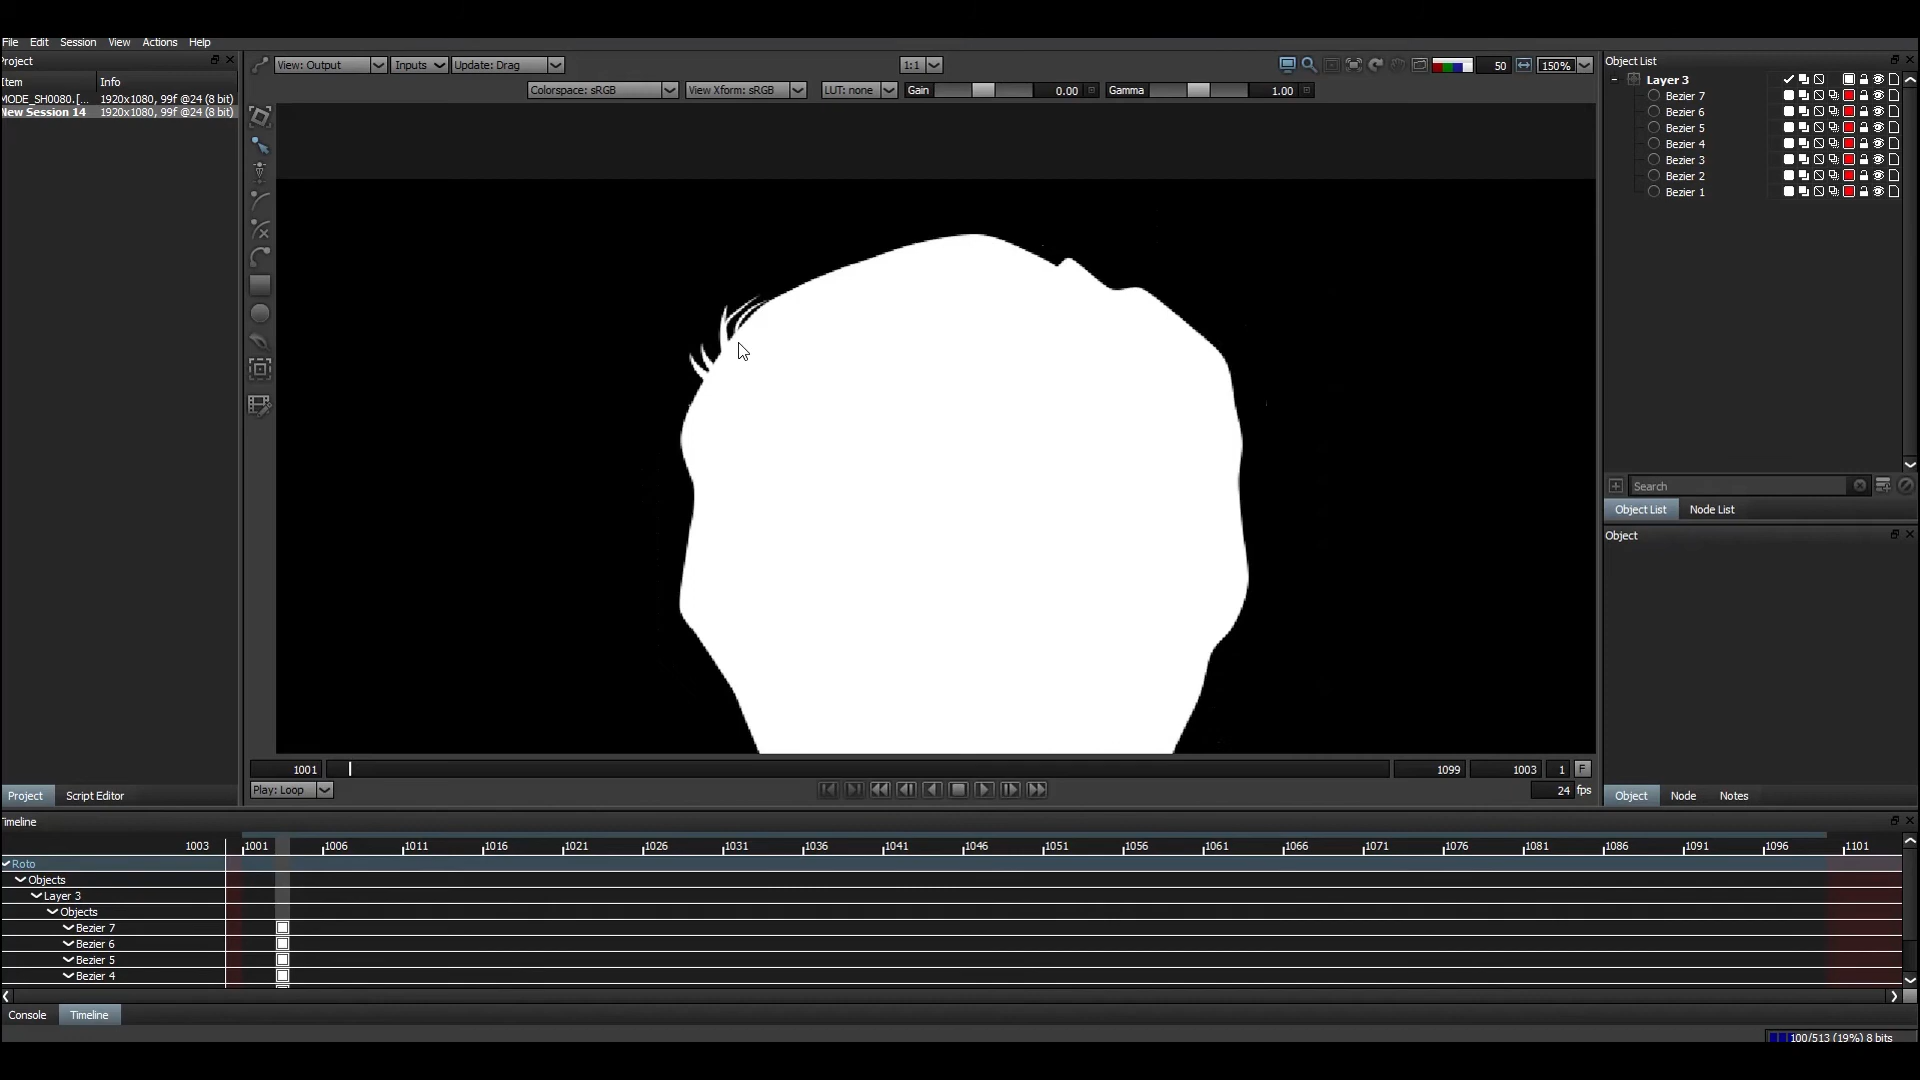 File Edit Session View Actions Help
Project
Item Info
MODE_SH0080.[... 1920x1080, 99f @24 (8 bit)
New Session 14 1920x1080, 99f @24 (8 bit)
View: Output Inputs Update: Drag 1:1 50 150%
Colorspace: sRGB View Xform: sRGB LUT: none Gain 0.00 Gamma 1.00
Object List
Layer 3
Bezier 7
Bezier 6
Bezier 5
Bezier 4
Bezier 3
Bezier 2
Bezier 1
Search
Object List Node List
Object
1001 1099 1003 1 F
Play: Loop 24 fps
Project Script Editor
Object Node Notes
Timeline
1003 1001 1006 1011 1016 1021 1026 1031 1036 1041 1046 1051 1056 1061 1066 1071 1076 1081 1086 1091 1096 1101
Roto
Objects
Layer 3
Objects
Bezier 7
Bezier 6
Bezier 5
Bezier 4
Console Timeline
100/513 (19%) 8 bits